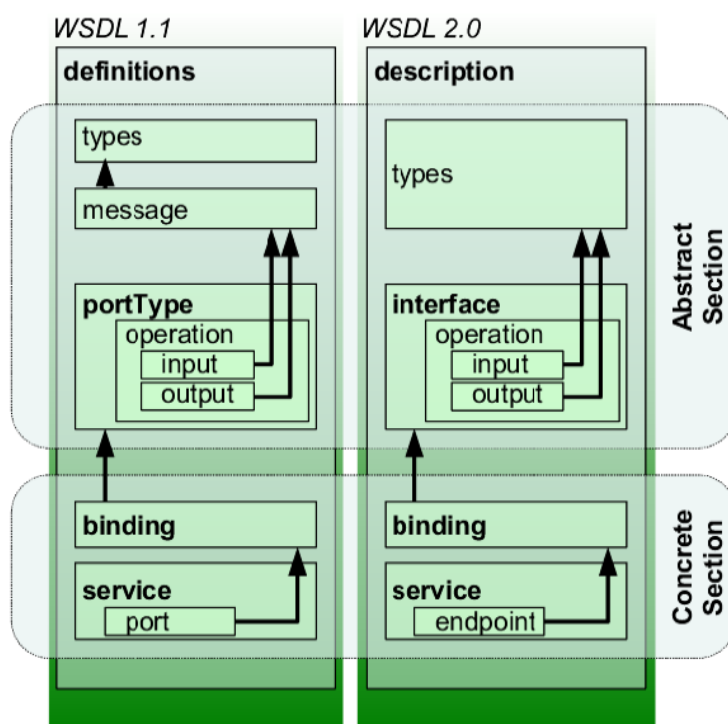 WSDL 1.1
definitions
types
message
portType
operation
input
output
binding
service
port
WSDL 2.0
description
types
interface
operation
input
output
binding
service
endpoint
Abstract
Section
Concrete
Section